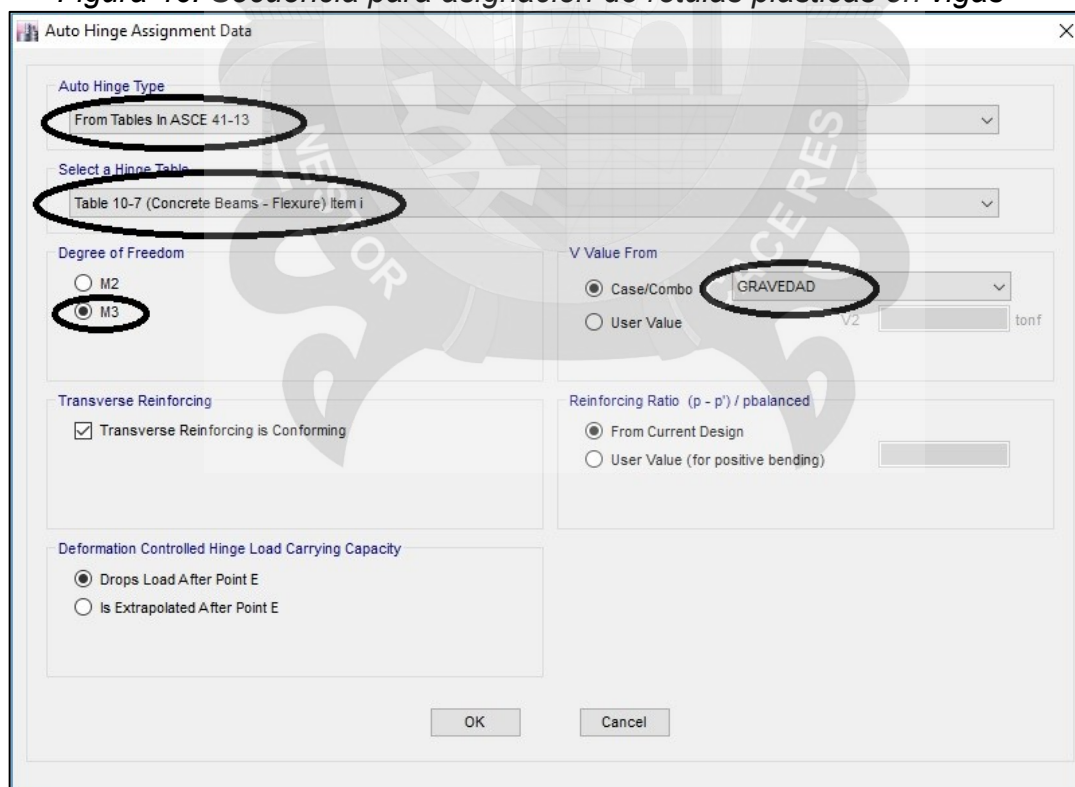 Figura 16. Secuencia para asignación de rótulas plásticas en vigas
Auto Hinge Assignment Data
Auto Hinge Type
From Tables In ASCE 41-13
Select a Hinge Table
Table 10-7 (Concrete Beams - Flexure) Item i
Degree of Freedom
M2
M3
V Value From
Case/Combo GRAVEDAD
User Value V2 tonf
Transverse Reinforcing
Transverse Reinforcing is Conforming
Reinforcing Ratio (p - p') / pbalanced
From Current Design
User Value (for positive bending)
Deformation Controlled Hinge Load Carrying Capacity
Drops Load After Point E
Is Extrapolated After Point E
OK Cancel